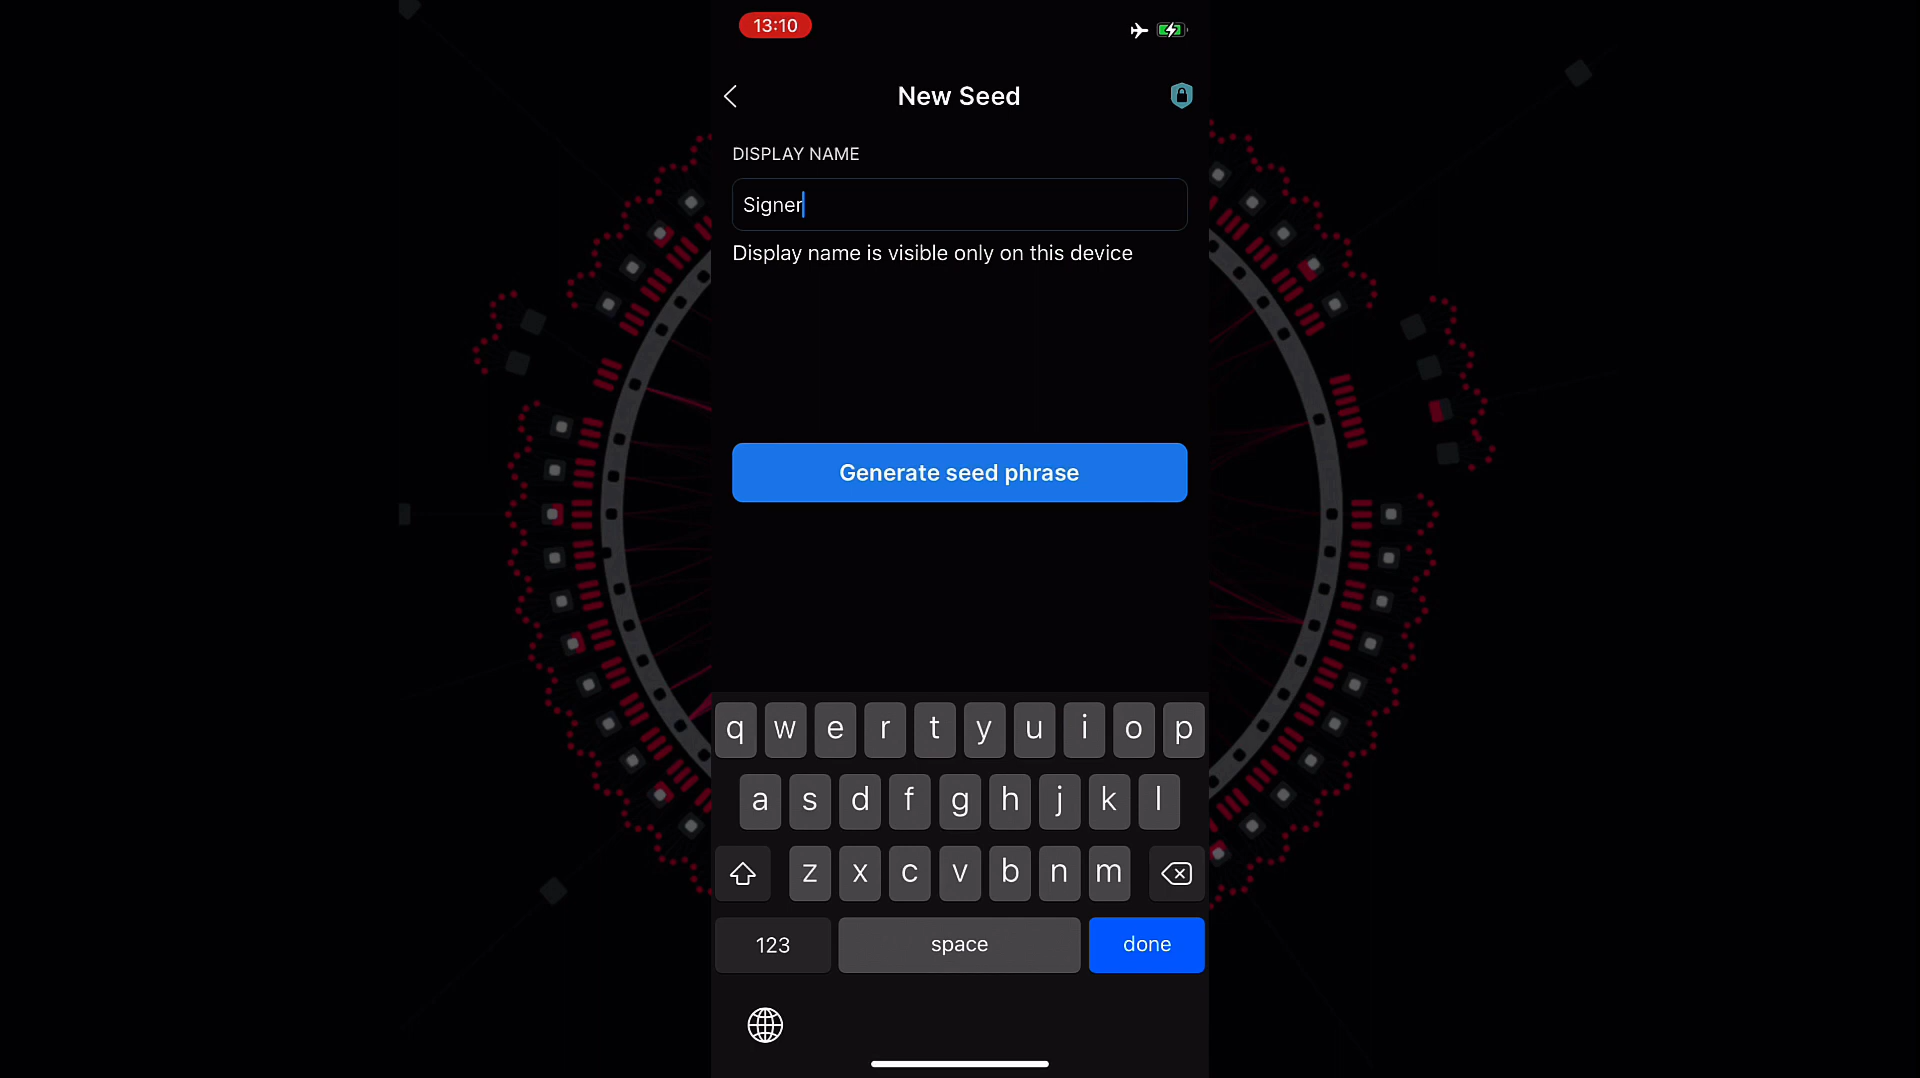 13:10
New Seed
DISPLAY NAME
Signer
Display name is visible only on this device
Generate seed phrase
q w e r t y u i o p
a s d f g h j k l
z x c v b n m
123 space done